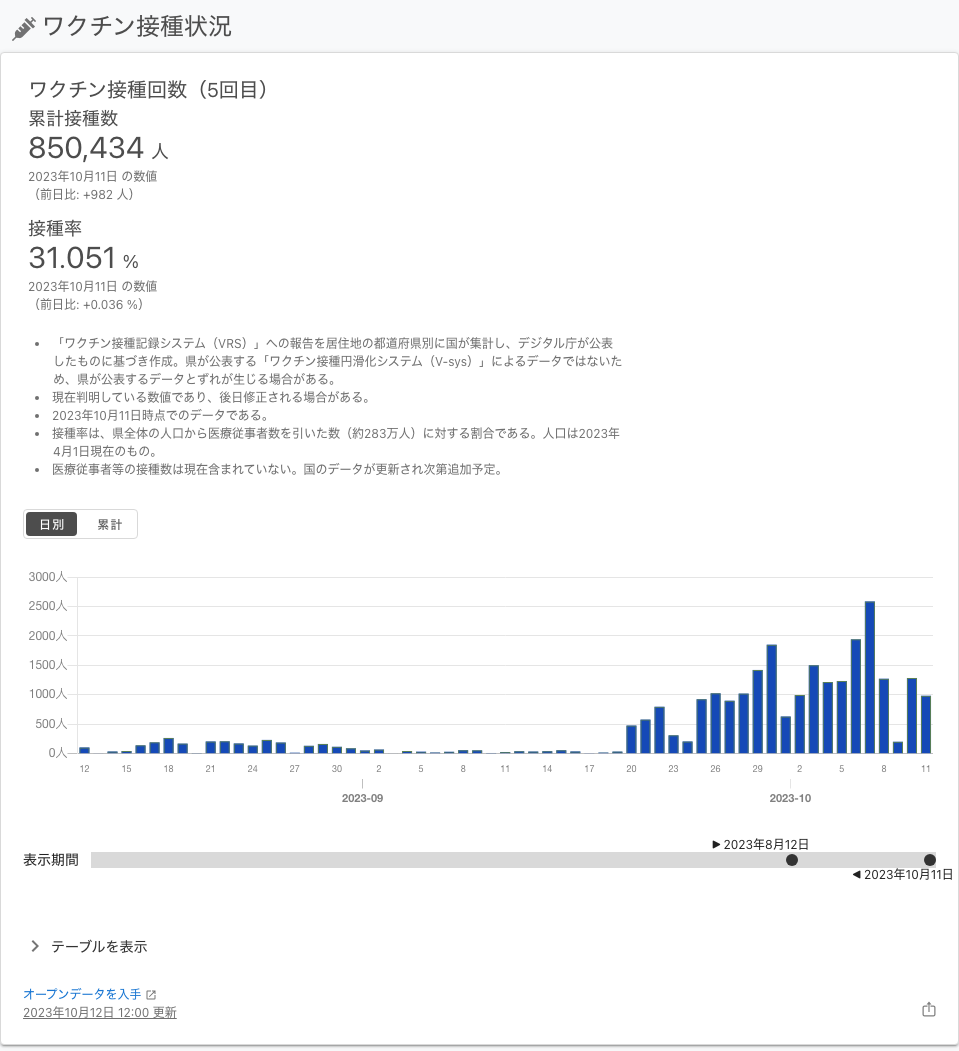 ワクチン接種状況
ワクチン接種回数（5回目）
累計接種数
850,434 人
2023年10月11日 の数値
（前日比: +982 人）
接種率
31.051 %
2023年10月11日 の数値
（前日比: +0.036 %）
• 「ワクチン接種記録システム（VRS）」への報告を居住地の都道府県別に国が集計し、デジタル庁が公表
したものに基づき作成。県が公表する「ワクチン接種円滑化システム（V-sys）」によるデータではないた
め、県が公表するデータとずれが生じる場合がある。
• 現在判明している数値であり、後日修正される場合がある。
• 2023年10月11日時点でのデータである。
• 接種率は、県全体の人口から医療従事者数を引いた数（約283万人）に対する割合である。人口は2023年
4月1日現在のもの。
• 医療従事者等の接種数は現在含まれていない。国のデータが更新され次第追加予定。
日別 累計
3000人
2500人
2000人
1500人
1000人
500人
0人
12 15 18 21 24 27 30 2 5 8 11 14 17 20 23 26 29 2 5 8 11
2023-09 2023-10
▶ 2023年8月12日
表示期間
◀ 2023年10月11日
テーブルを表示
オープンデータを入手
2023年10月12日 12:00 更新